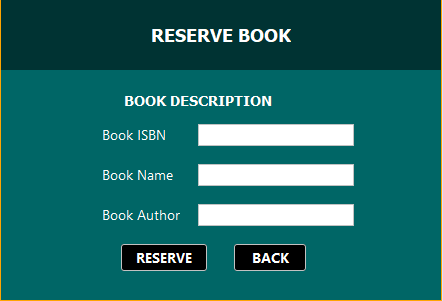 RESERVE BOOK
BOOK DESCRIPTION
Book ISBN
Book Name
Book Author
RESERVE BACK